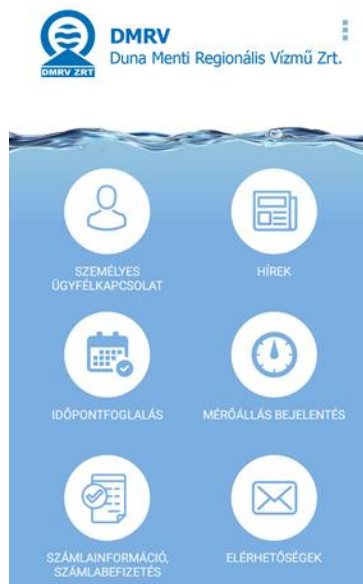 DMRV
Duna Menti Regionális Vízmű Zrt.
DMRV ZRT
SZEMÉLYES
ÜGYFÉLKAPCSOLAT
HÍREK
IDŐPONTFOGLALÁS
MÉRŐÁLLÁS BEJELENTÉS
SZÁMLAINFORMÁCIÓ,
SZÁMLABEFIZETÉS
ELÉRHETŐSÉGEK